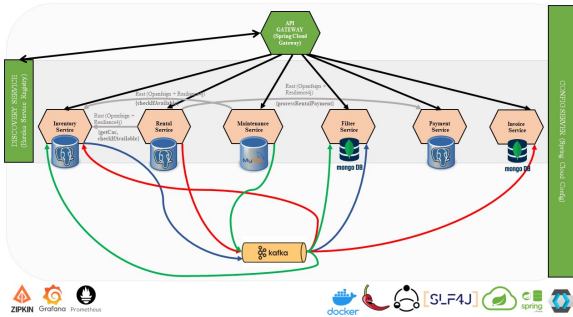 API
GATEWAY
(Spring Cloud
Gateway)
DISCOVERY SERVER
(Eureka Service Registry)
CONFIG SERVER (Spring Cloud Config)
Rest (Openfeign +
Resilience4j)
(checkIfAvailable)
Rest (Openfeign +
Resilience4j)
(processRentalPayment)
Rest (Openfeign +
Resilience4j)
(getCar,
checkIfAvailable)
Inventory
Service
Rental
Service
Maintenance
Service
Filter
Service
Payment
Service
Invoice
Service
MySQL
mongo DB
mongo DB
kafka
ZIPKIN
Grafana
Prometheus
docker
[SLF4J]
spring